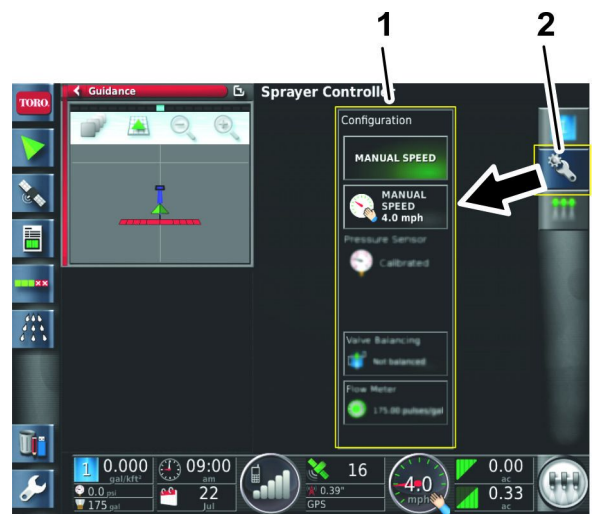 1
2
TORO
Guidance
Sprayer Controller
Configuration
MANUAL SPEED
MANUAL
SPEED
4.0 mph
Pressure Sensor
Calibrated
Valve Balancing
Not balanced
Flow Meter
175.00 pulses/gal
1
0.000
gal/kft²
0.0 psi
175 gal
09:00
am
22
Jul
16
0.39"
GPS
4.0
mph
0.00
ac
0.33
ac